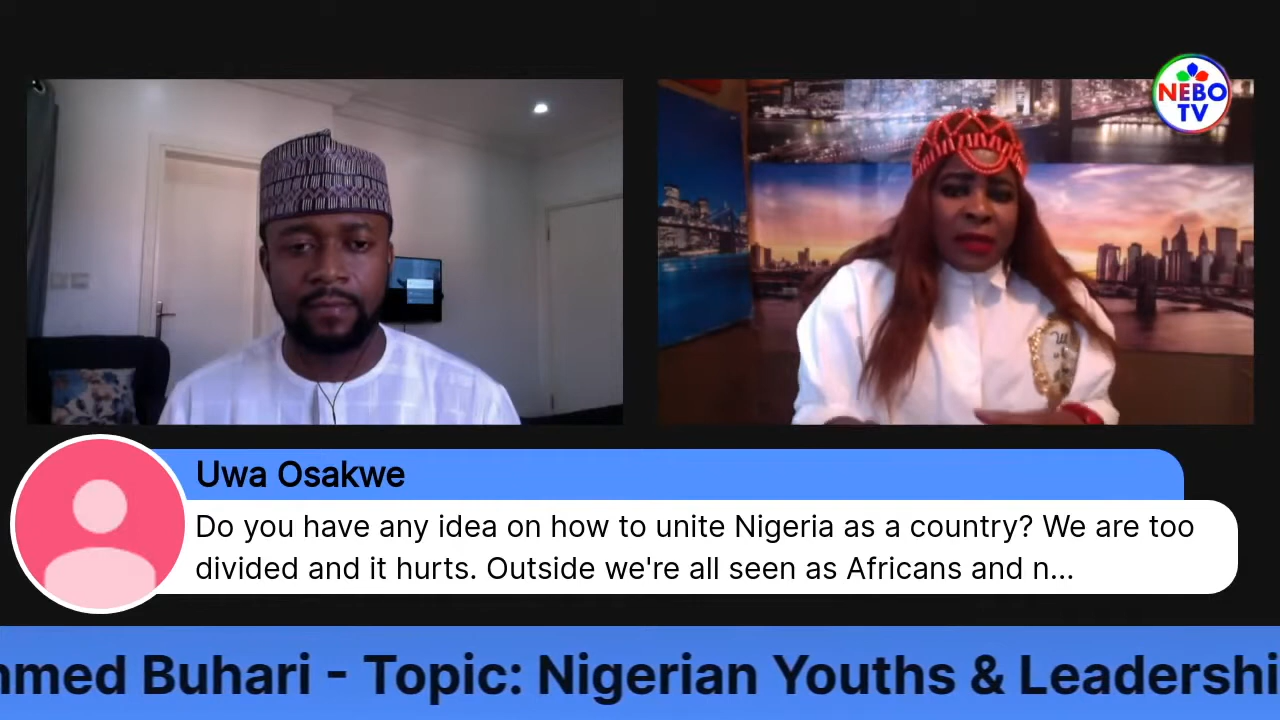 NEBO
TV
Uwa Osakwe
Do you have any idea on how to unite Nigeria as a country? We are too
divided and it hurts. Outside we're all seen as Africans and n...
mmed Buhari - Topic: Nigerian Youths & Leadershi